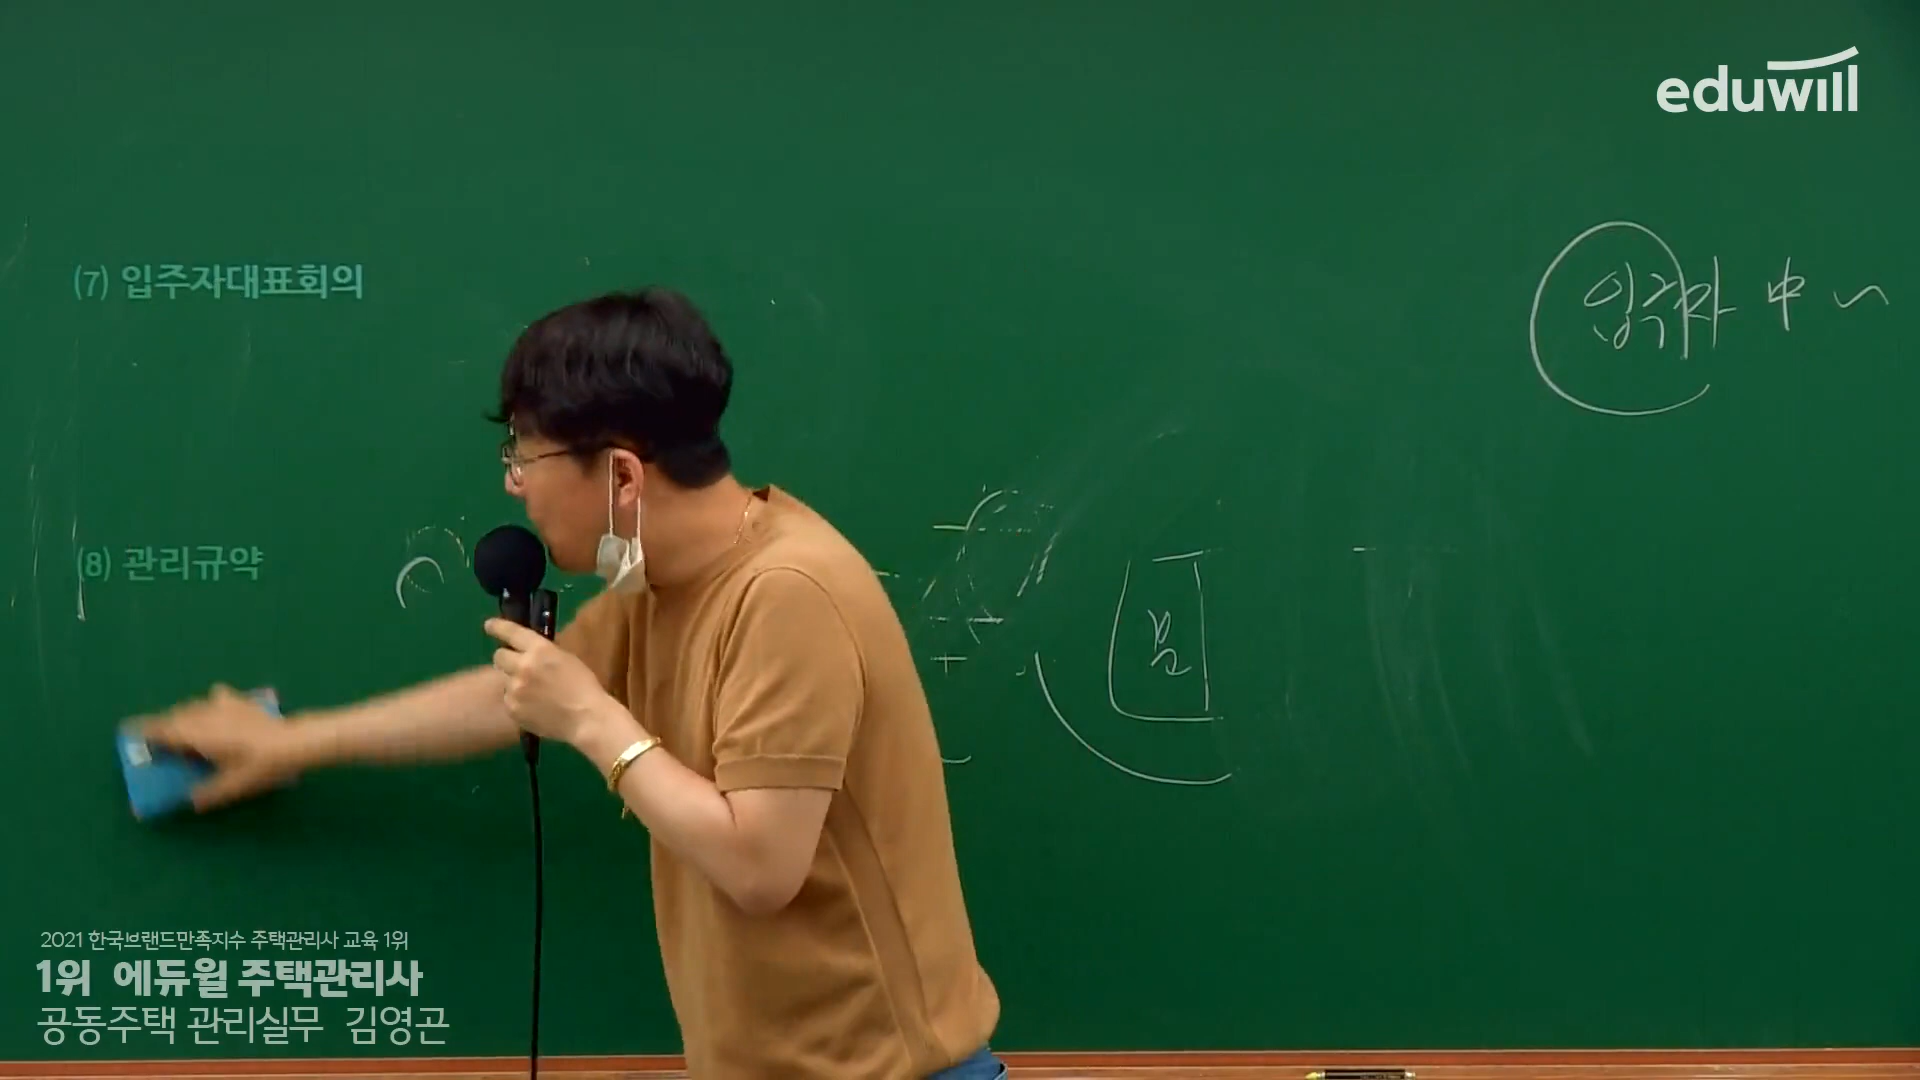 eduwill
(7) 입주자대표회의
입주자 中 ~
(8) 관리규약
2021 한국브랜드만족지수 주택관리사 교육 1위
1위 에듀윌 주택관리사
공동주택 관리실무 김영곤